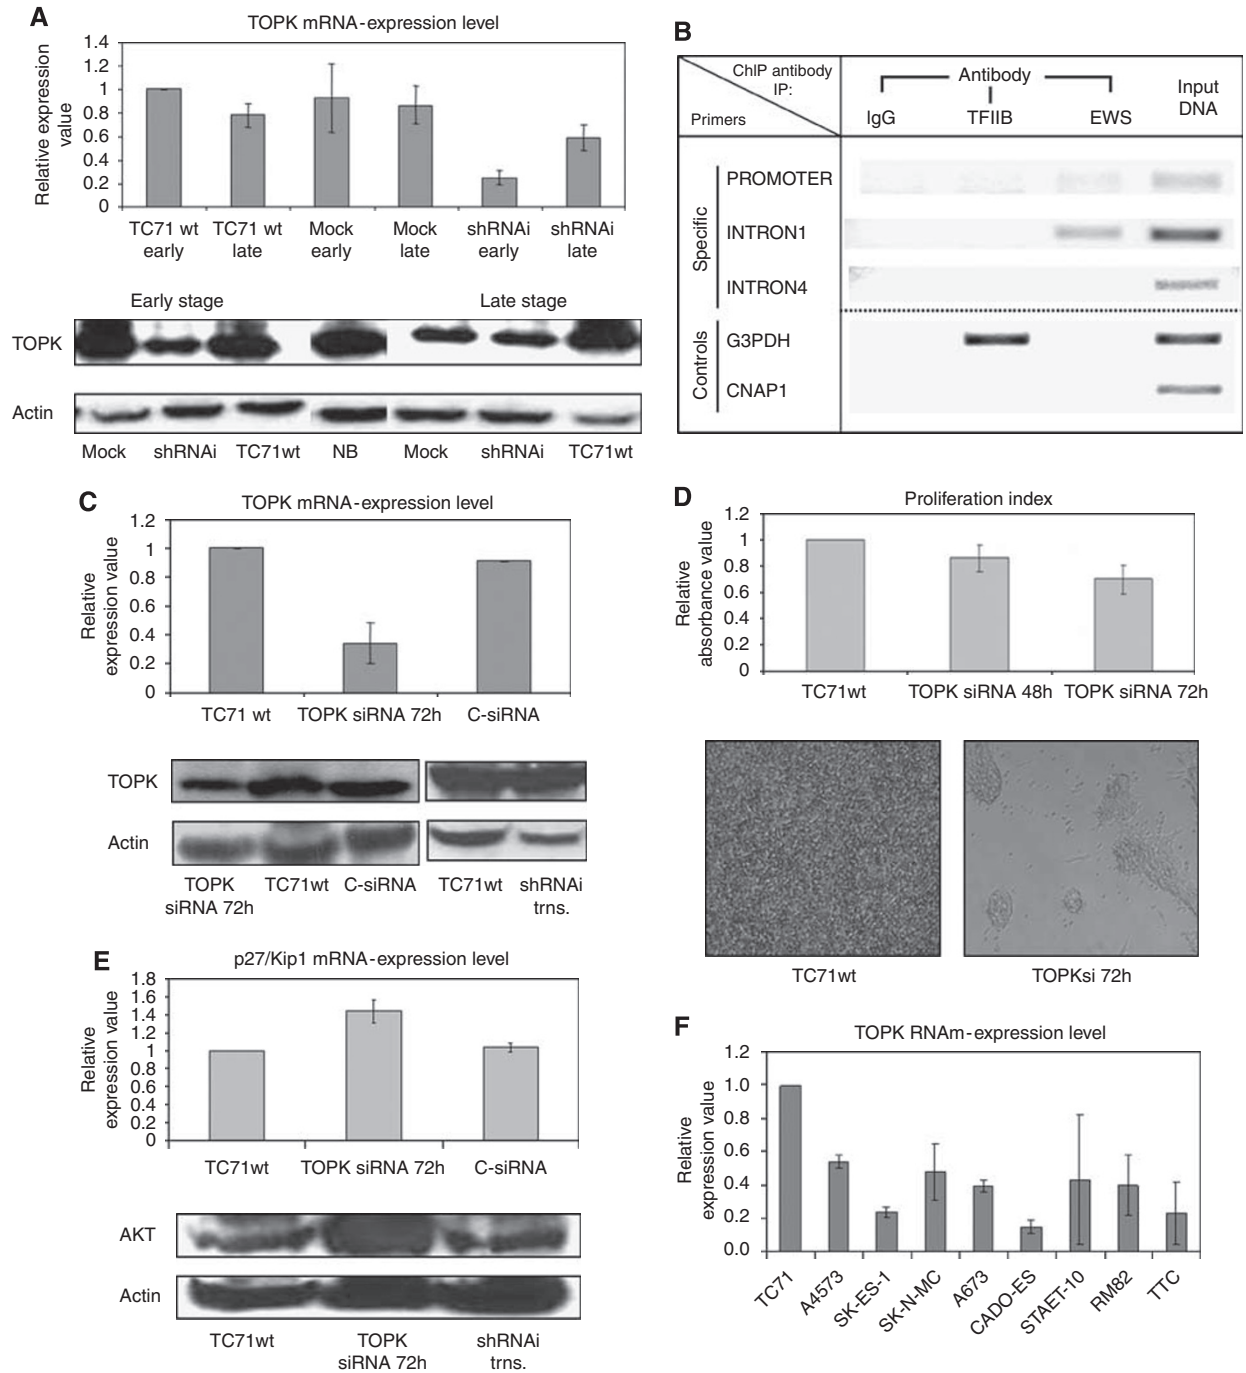 A
TOPK mRNA-expression level
Relative expression
value
1.4
1.2
1
0.8
0.6
0.4
0.2
0
TC71 wt early
TC71 wt late
Mock early
Mock late
shRNAi early
shRNAi late
Early stage
Late stage
TOPK
Actin
Mock shRNAi TC71wt NB Mock shRNAi TC71wt
B
ChIP antibody
IP:
Primers
Antibody
IgG TFIIB EWS
Input
DNA
Specific
PROMOTER
INTRON1
INTRON4
Controls
G3PDH
CNAP1
C
TOPK mRNA-expression level
Relative
expression value
1.2
1
0.8
0.6
0.4
0.2
0
TC71 wt TOPK siRNA 72h C-siRNA
TOPK
Actin
TOPK siRNA 72h
TC71wt
C-siRNA
TC71wt
shRNAi trns.
D
Proliferation index
Relative
absorbance value
1.2
1
0.8
0.6
0.4
0.2
0
TC71wt TOPK siRNA 48h TOPK siRNA 72h
TC71wt
TOPKsi 72h
E
p27/Kip1 mRNA-expression level
Relative
expression value
1.8
1.6
1.4
1.2
1
0.8
0.6
0.4
0.2
0
TC71wt TOPK siRNA 72h C-siRNA
AKT
Actin
TC71wt
TOPK siRNA 72h
shRNAi trns.
F
TOPK RNAm-expression level
Relative
expression value
1.2
1.0
0.8
0.6
0.4
0.2
0.0
TC71
A4573
SK-ES-1
SK-N-MC
A673
CADO-ES
STAET-10
RM82
TTC